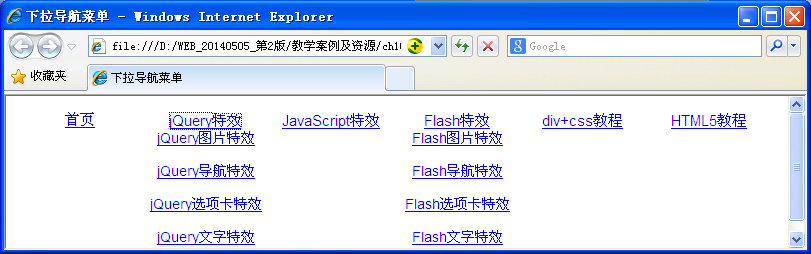 下拉导航菜单 - Windows Internet Explorer
file:///D:/WEB_20140505_第2版/教学案例及资源/ch1
Google
收藏夹 下拉导航菜单
首页 jQuery特效 JavaScript特效 Flash特效 div+css教程 HTML5教程
jQuery图片特效 Flash图片特效
jQuery导航特效 Flash导航特效
jQuery选项卡特效 Flash选项卡特效
jQuery文字特效 Flash文字特效